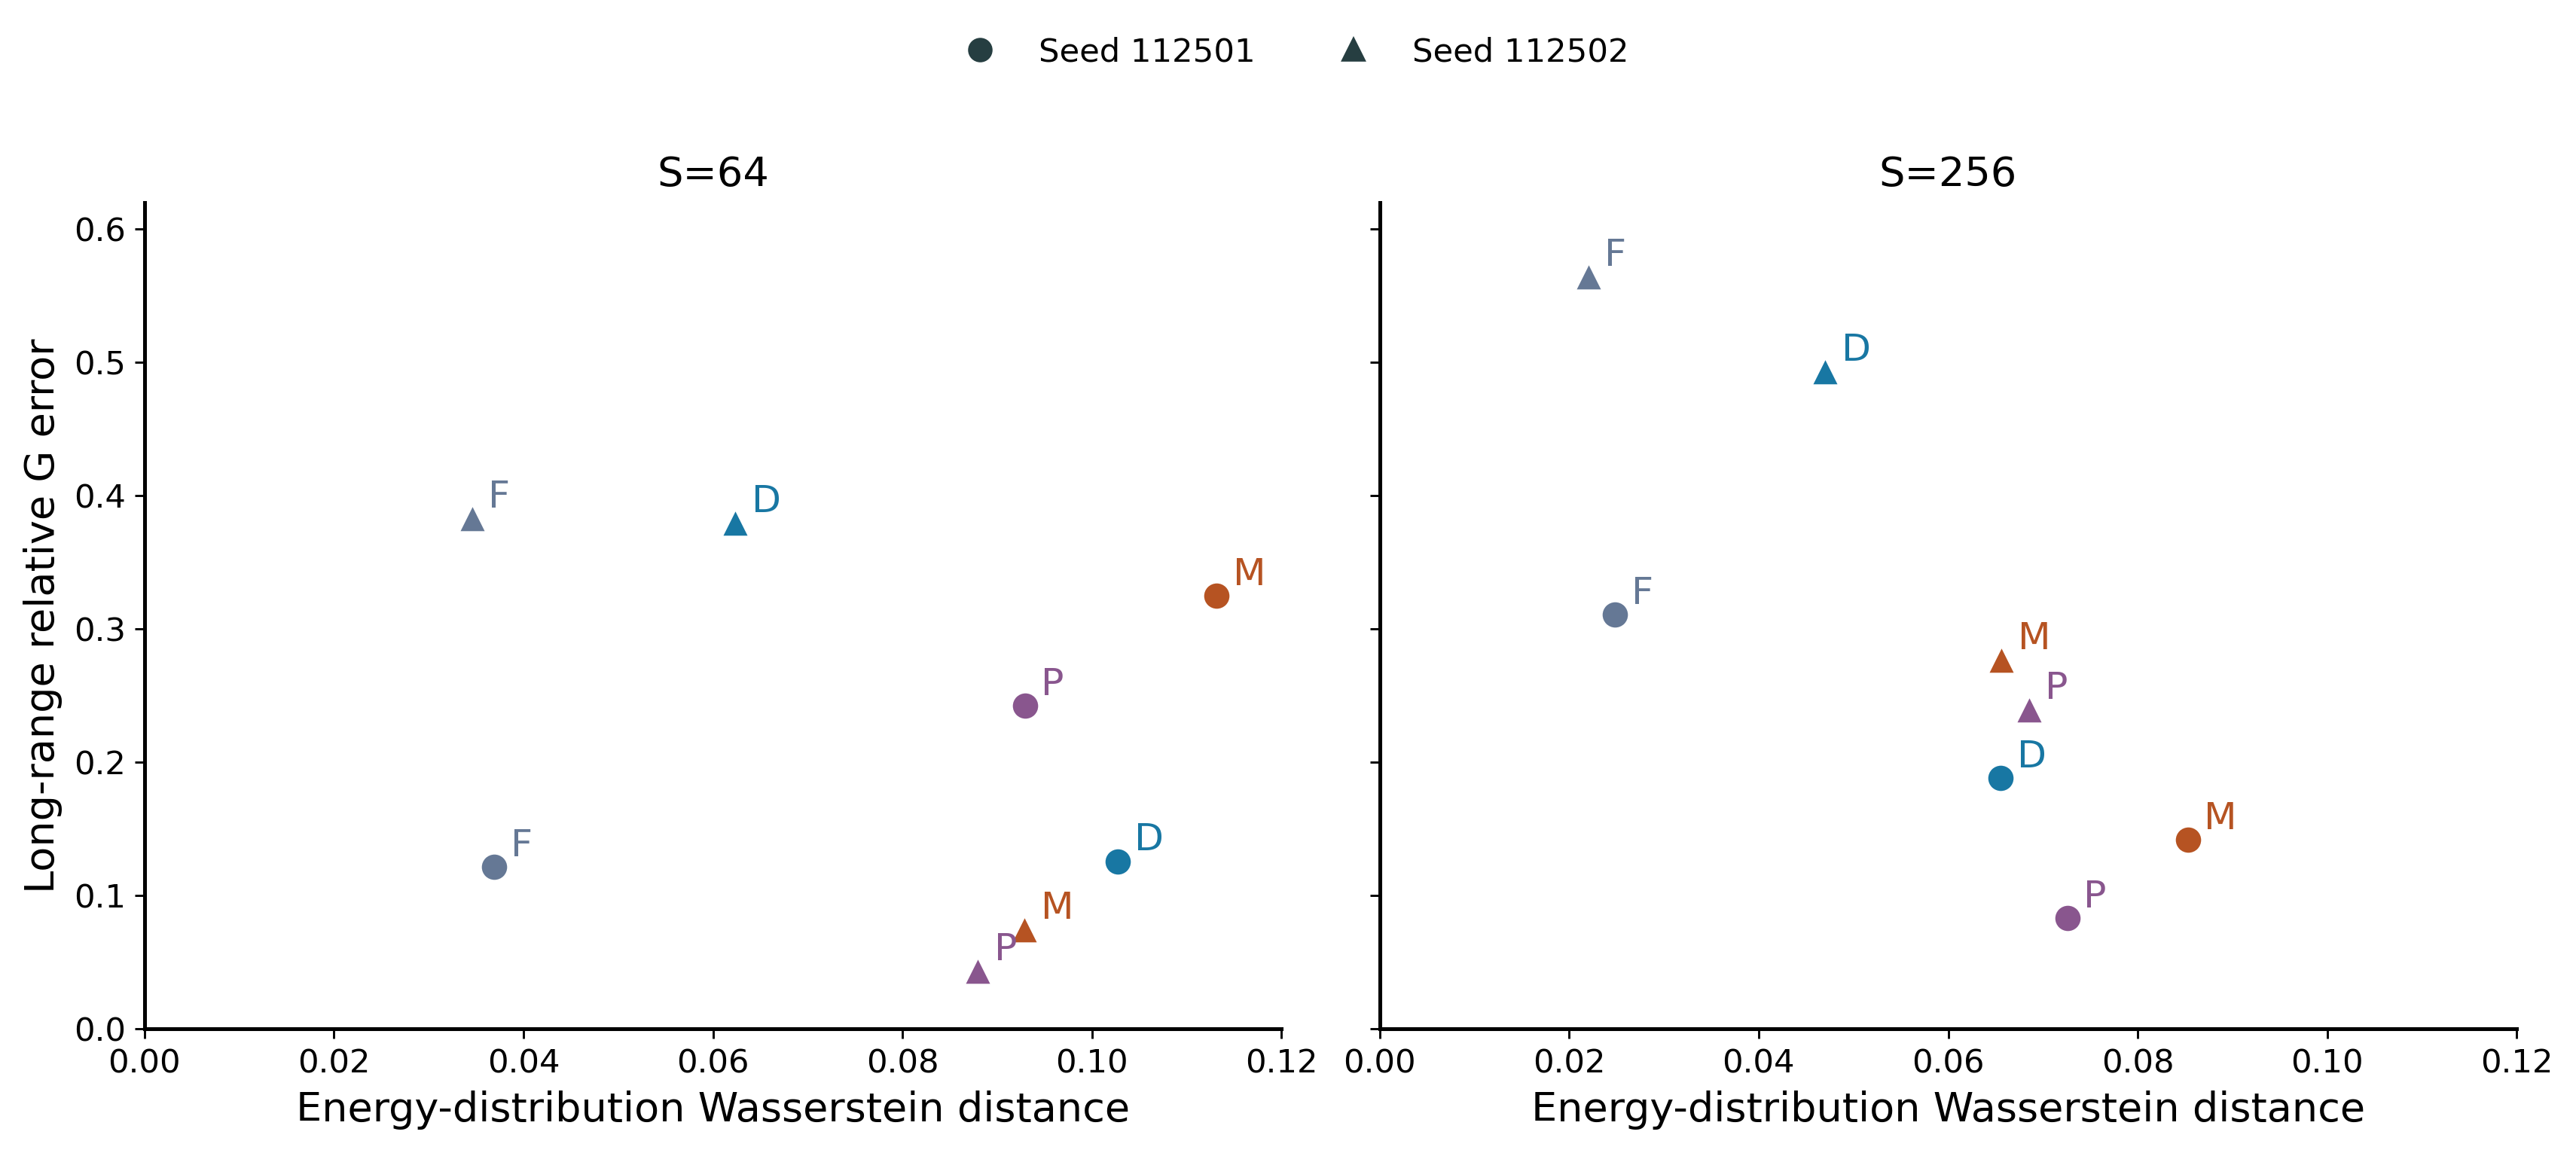 Seed 112501 Seed 112502
S=64
S=256
Long-range relative G error
0.6
0.5
0.4
0.3
0.2
0.1
0.0
F
D
M
P
F
D
M
P
0.00 0.02 0.04 0.06 0.08 0.10 0.12
Energy-distribution Wasserstein distance
F
D
F
M
P
D
M
P
0.00 0.02 0.04 0.06 0.08 0.10 0.12
Energy-distribution Wasserstein distance